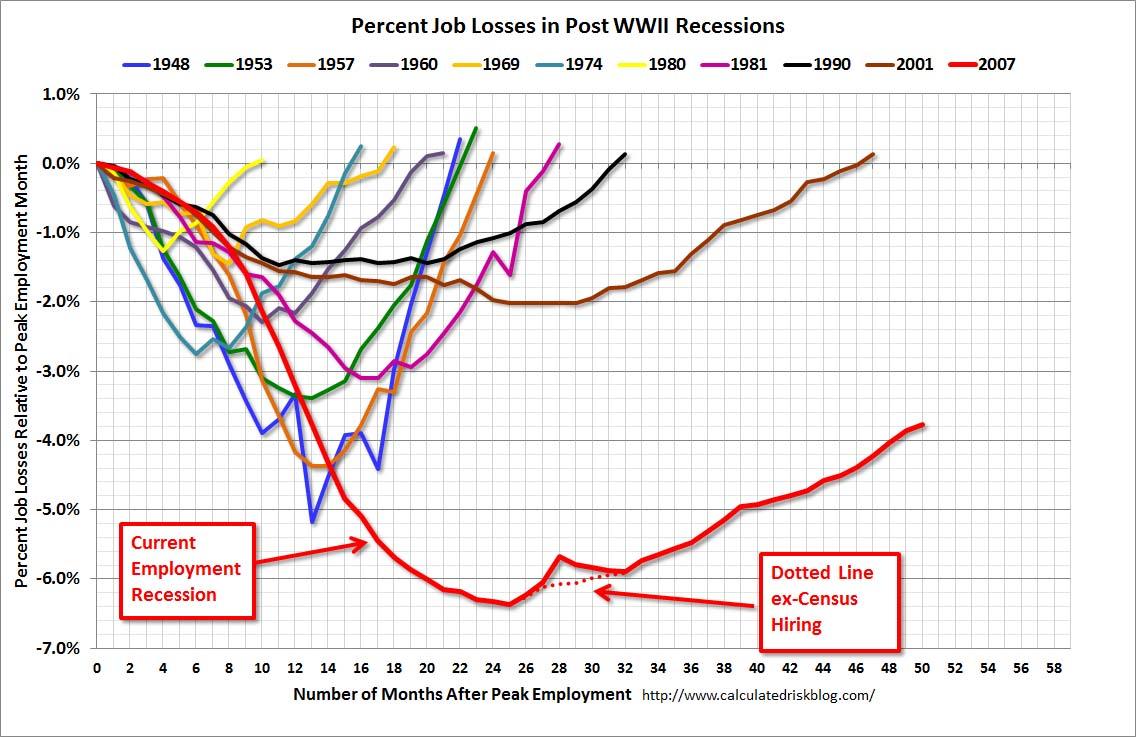 Percent Job Losses in Post WWII Recessions
1948 1953 1957 1960 1969 1974 1980 1981 1990 2001 2007
Percent Job Losses Relative to Peak Employment Month
1.0%
0.0%
-1.0%
-2.0%
-3.0%
-4.0%
-5.0%
-6.0%
-7.0%
Current
Employment
Recession
Dotted Line
ex-Census
Hiring
0 2 4 6 8 10 12 14 16 18 20 22 24 26 28 30 32 34 36 38 40 42 44 46 48 50 52 54 56 58
Number of Months After Peak Employment http://www.calculatedriskblog.com/